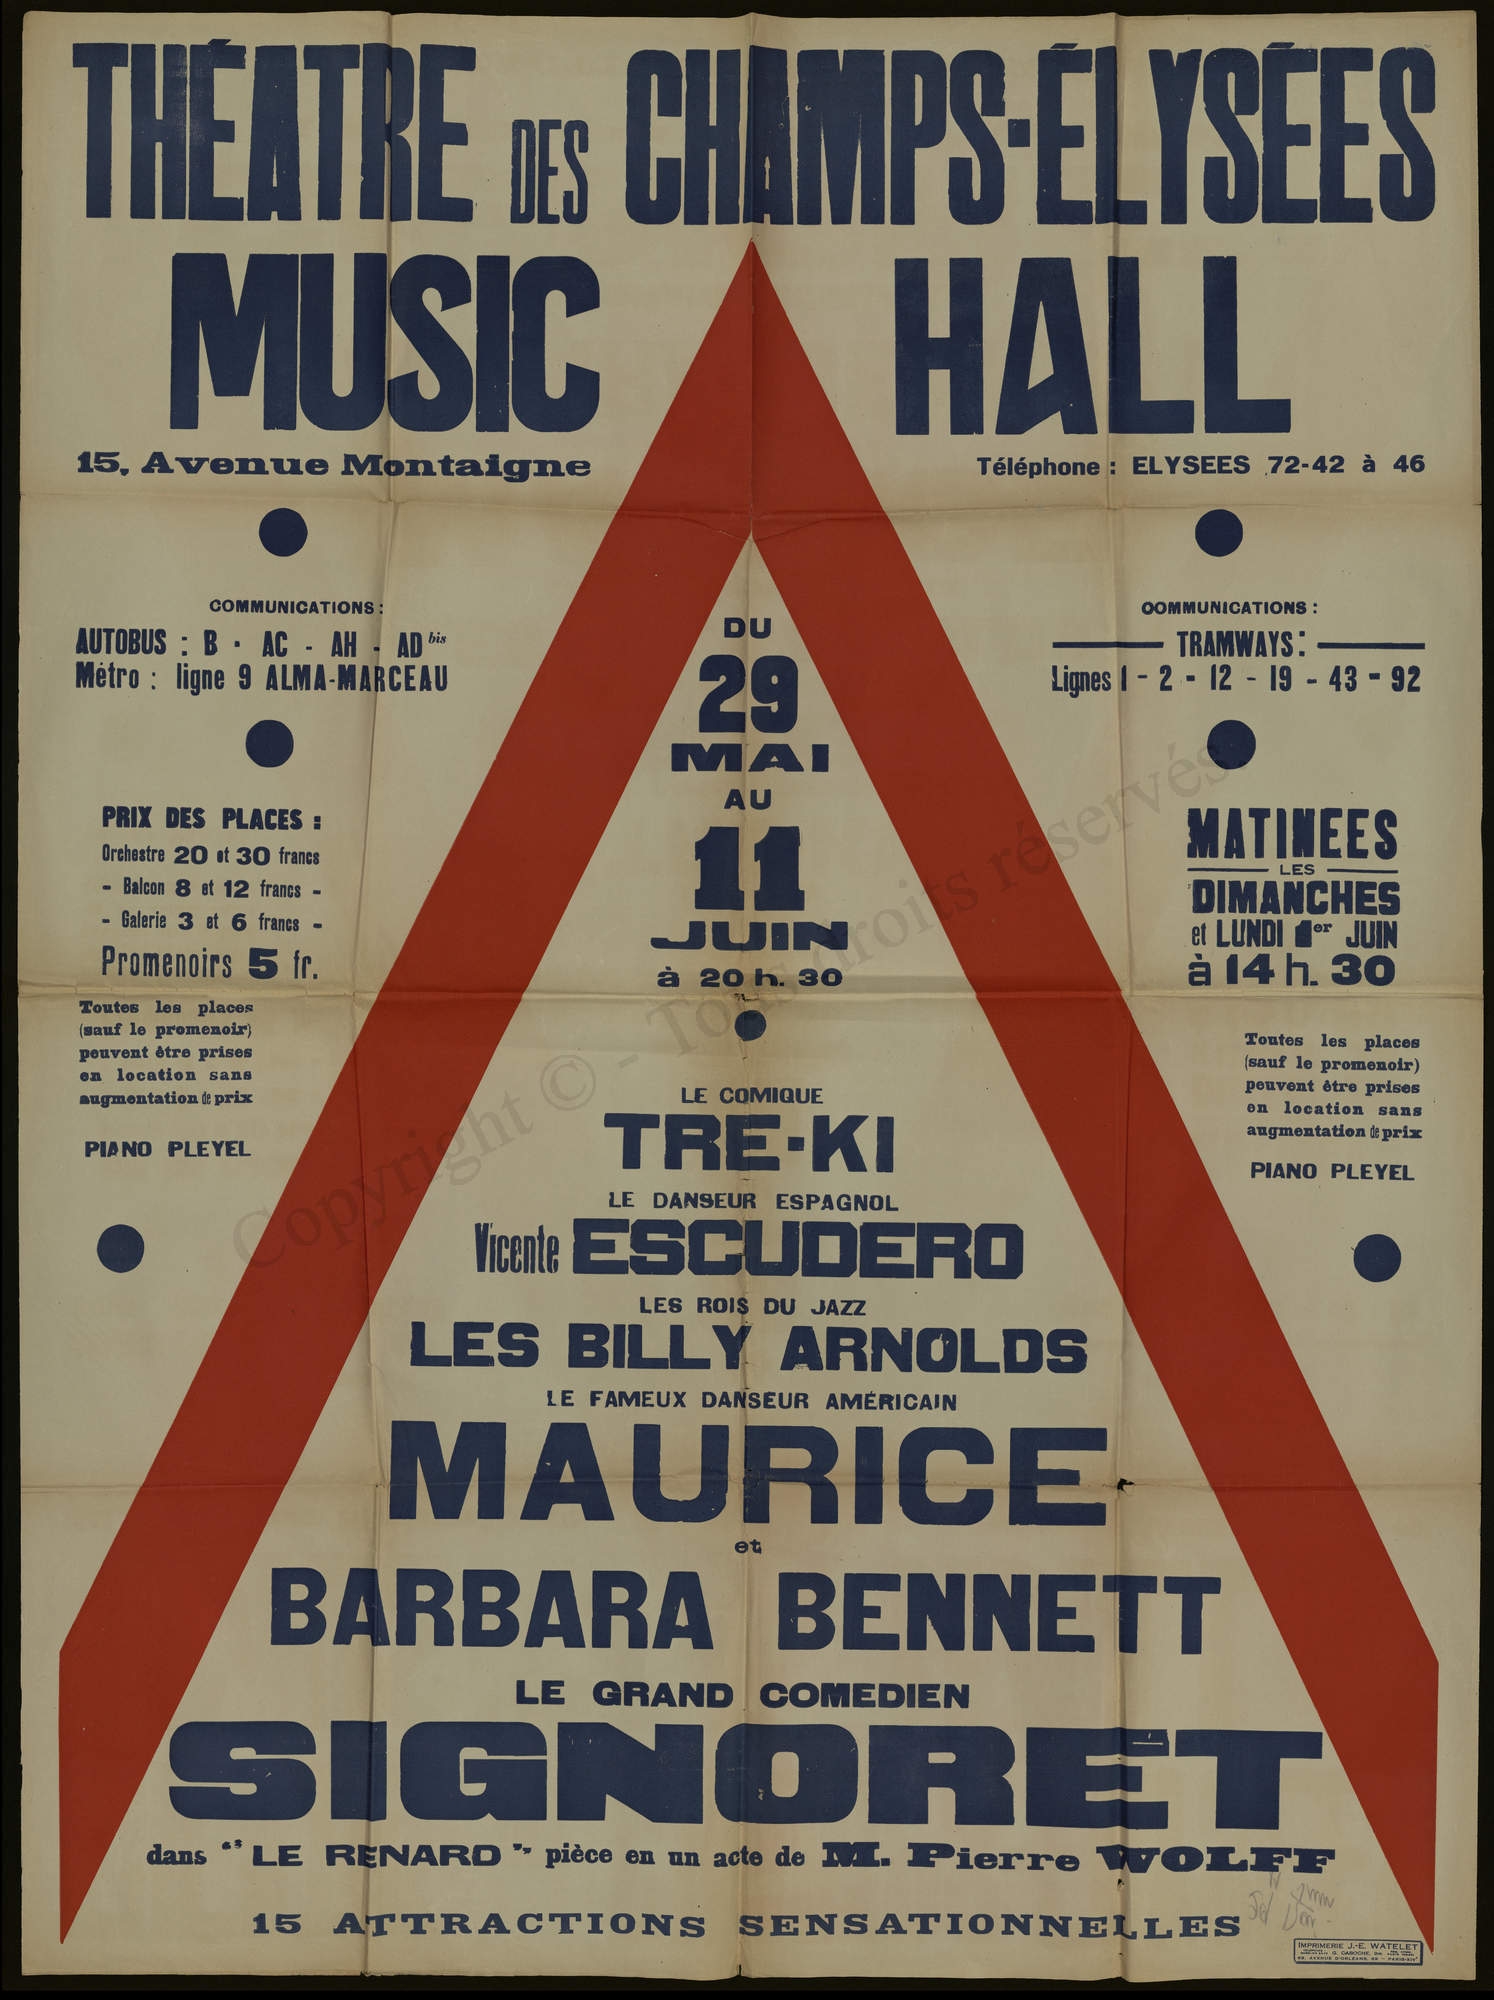 THÉATRE DES CHAMPS-ÉLYSÉES
MUSIC HALL
15, Avenue Montaigne
Téléphone : ELYSEES 72-42 à 46
COMMUNICATIONS :
AUTOBUS : B - AC - AH - AD bis
Métro : ligne 9 ALMA-MARCEAU
COMMUNICATIONS :
TRAMWAYS :
Lignes 1 - 2 - 12 - 19 - 43 - 92
PRIX DES PLACES :
Orchestre 20 et 30 francs
- Balcon 8 et 12 francs -
- Galerie 3 et 6 francs -
Promenoirs 5 fr.
Toutes les places
(sauf le promenoir)
peuvent être prises
en location sans
augmentation de prix
PIANO PLEYEL
DU
29
MAI
AU
11
JUIN
à 20 h. 30
MATINEES
LES
DIMANCHES
et LUNDI 1er JUIN
à 14 h. 30
Toutes les places
(sauf le promenoir)
peuvent être prises
en location sans
augmentation de prix
PIANO PLEYEL
LE COMIQUE
TRE-KI
LE DANSEUR ESPAGNOL
Vicente ESCUDERO
LES ROIS DU JAZZ
LES BILLY ARNOLDS
LE FAMEUX DANSEUR AMÉRICAIN
MAURICE
et
BARBARA BENNETT
LE GRAND COMEDIEN
SIGNORET
dans "LE RENARD" pièce en un acte de M. Pierre WOLFF
15 ATTRACTIONS SENSATIONNELLES
IMPRIMERIE J.-E. WATELET
G. CABOCHE, Dir.
69, AVENUE D'ORLÉANS, 69 - PARIS-XIVe
Copyright © - Tous droits réservés